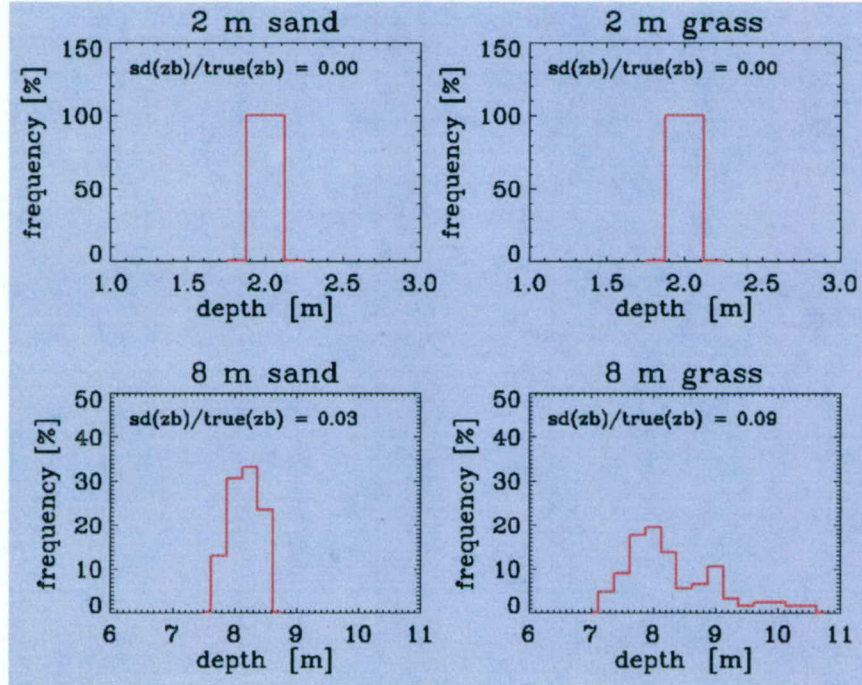 2 m sand
sd(zb)/true(zb) = 0.00
frequency [%]
150
100
50
0
1.0 1.5 2.0 2.5 3.0
depth [m]
2 m grass
sd(zb)/true(zb) = 0.00
frequency [%]
150
100
50
0
1.0 1.5 2.0 2.5 3.0
depth [m]
8 m sand
sd(zb)/true(zb) = 0.03
frequency [%]
50
40
30
20
10
0
6 7 8 9 10 11
depth [m]
8 m grass
sd(zb)/true(zb) = 0.09
frequency [%]
50
40
30
20
10
0
6 7 8 9 10 11
depth [m]